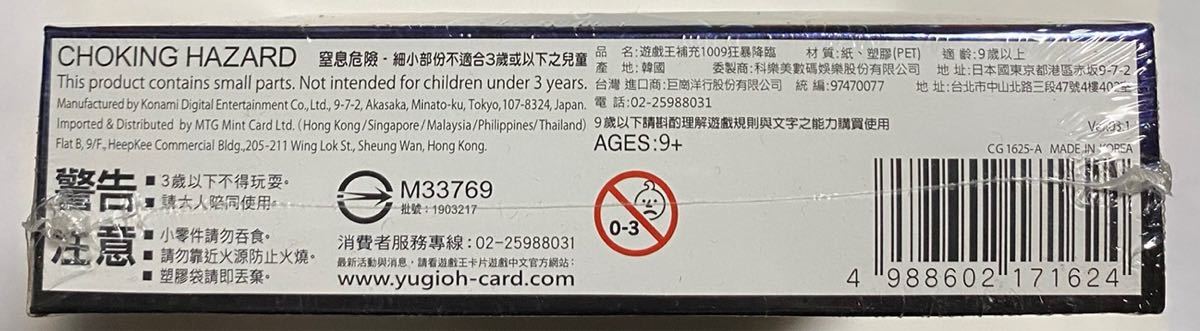 CHOKING HAZARD 窒息危險 - 細小部份不適合3歲或以下之兒童
This product contains small parts. Not intended for children under 3 years.
Manufactured by Konami Digital Entertainment Co., Ltd., 9-7-2, Akasaka, Minato-ku, Tokyo, 107-8324, Japan.
Imported & Distributed by MTG Mint Card Ltd. (Hong Kong/Singapore/Malaysia/Philippines/Thailand)
Flat B, 9/F., HeepKee Commercial Bldg., 205-211 Wing Lok St., Sheung Wan, Hong Kong.
品 名:遊戲王補充1009狂暴降臨 材 質:紙、塑膠(PET) 適 齡:9歲以上
產 地:韓國 委製商:科樂美數碼娛樂股份有限公司 地 址:日本國東京都港區赤坂9-7-2
台灣 進口商:巨崗洋行股份有限公司 統 編:97470077 地 址:台北市中山北路三段47號4樓402室
電 話:02-25988031
9歲以下請斟酌理解遊戲規則與文字之能力購買使用
AGES:9+
CG 1625-A MADE IN KOREA
警告
▪ 3歲以下不得玩耍。
▪ 請大人陪同使用。
注意
▪ 小零件請勿吞食。
▪ 請勿靠近火源防止火燒。
▪ 塑膠袋請即丟棄。
M33769
批號:1903217
消費者服務專線:02-25988031
最新活動與消息,請看遊戲王卡片遊戲中文官方網站:
www.yugioh-card.com
0-3
4 988602 171624